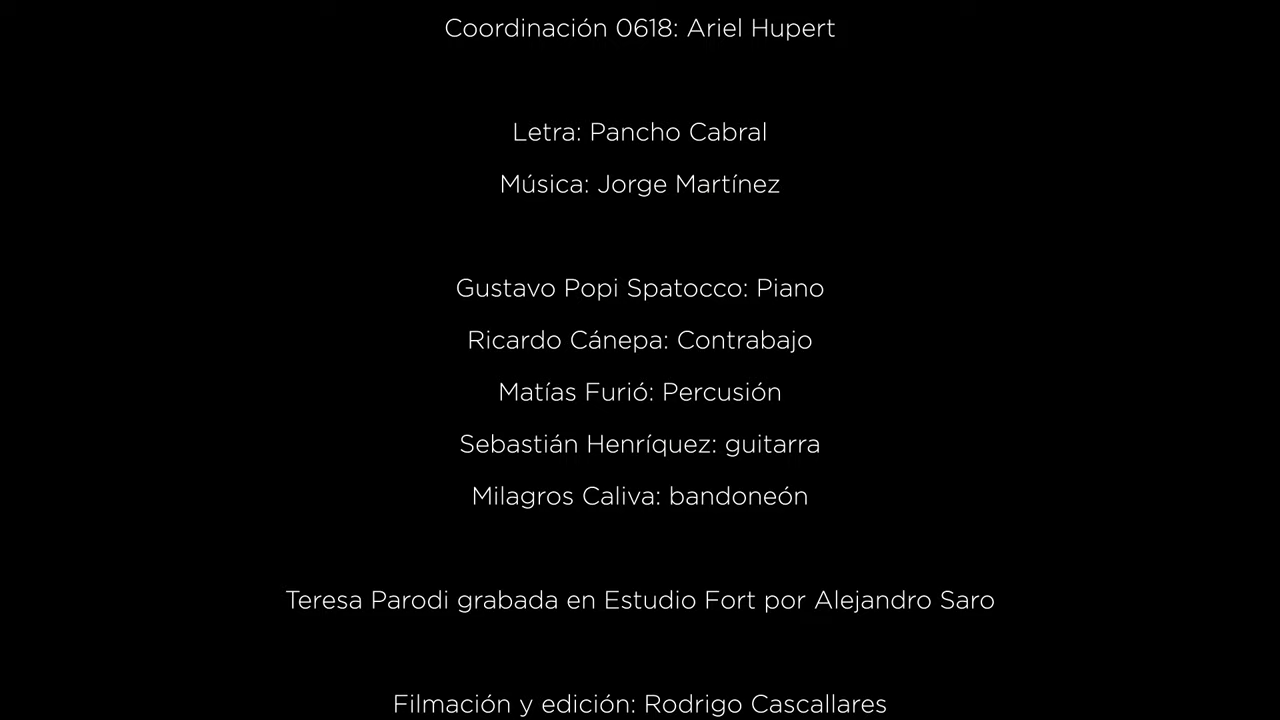 Coordinación 0618: Ariel Hupert
Letra: Pancho Cabral
Música: Jorge Martínez
Gustavo Popi Spatocco: Piano
Ricardo Cánepa: Contrabajo
Matías Furió: Percusión
Sebastián Henríquez: guitarra
Milagros Caliva: bandoneón
Teresa Parodi grabada en Estudio Fort por Alejandro Saro
Filmación y edición: Rodrigo Cascallares